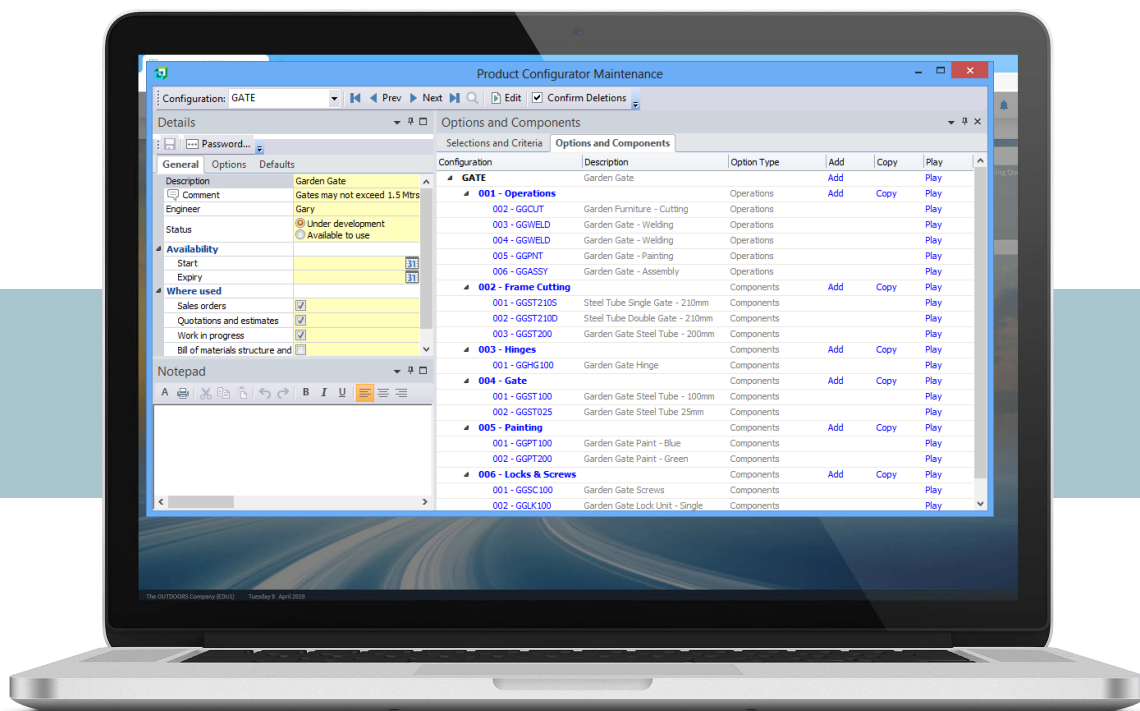 Product Configurator Maintenance
Configuration: GATE Prev Next Edit Confirm Deletions
Details
Password...
General Options Defaults
Description Garden Gate
Comment Gates may not exceed 1.5 Mtrs
Engineer Gary
Status Under development
Available to use
Availability
Start 31
Expiry 31
Where used
Sales orders
Quotations and estimates
Work in progress
Bill of materials structure and
Notepad
A B I U
Options and Components
Selections and Criteria Options and Components
Configuration Description Option Type Add Copy Play
GATE Garden Gate Add Play
001 - Operations Operations Add Copy Play
002 - GGCUT Garden Furniture - Cutting Operations Play
003 - GGWELD Garden Gate - Welding Operations Play
004 - GGWELD Garden Gate - Welding Operations Play
005 - GGPNT Garden Gate - Painting Operations Play
006 - GGASSY Garden Gate - Assembly Operations Play
002 - Frame Cutting Components Add Copy Play
001 - GGST210S Steel Tube Single Gate - 210mm Components Play
002 - GGST210D Steel Tube Double Gate - 210mm Components Play
003 - GGST200 Garden Gate Steel Tube - 200mm Components Play
003 - Hinges Components Add Copy Play
001 - GGHG100 Garden Gate Hinge Components Play
004 - Gate Components Add Copy Play
001 - GGST100 Garden Gate Steel Tube - 100mm Components Play
002 - GGST025 Garden Gate Steel Tube 25mm Components Play
005 - Painting Components Add Copy Play
001 - GGPT100 Garden Gate Paint - Blue Components Play
002 - GGPT200 Garden Gate Paint - Green Components Play
006 - Locks & Screws Components Add Copy Play
001 - GGSC100 Garden Gate Screws Components Play
002 - GGLK100 Garden Gate Lock Unit - Single Components Play
The OUTDOORS Company (EDU1) Tuesday 9 April 2019